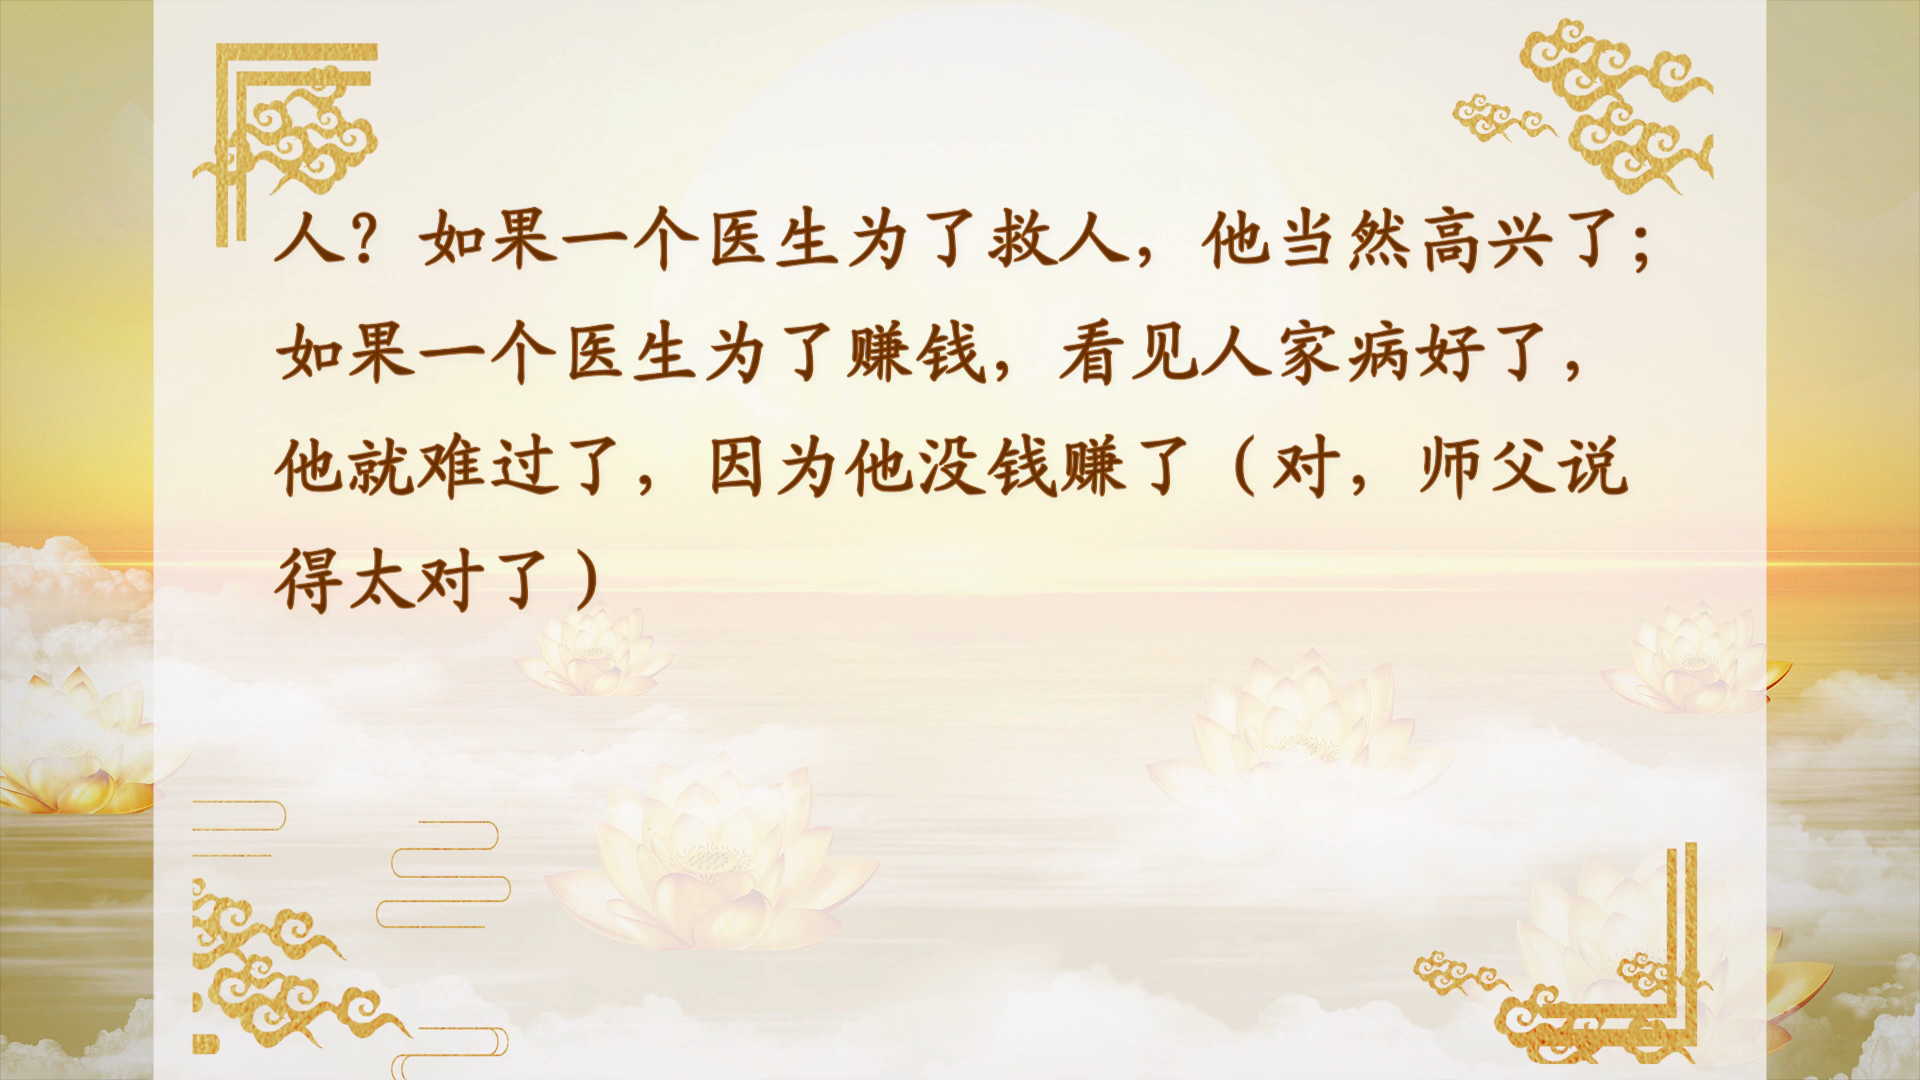 人？如果一个医生为了救人，他当然高兴了；
如果一个医生为了赚钱，看见人家病好了，
他就难过了，因为他没钱赚了（对，师父说
得太对了）